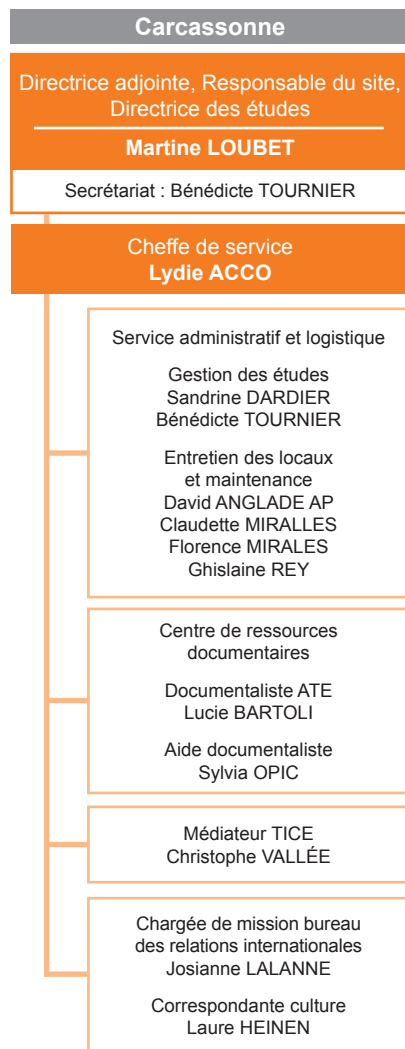 Carcassonne
Directrice adjointe, Responsable du site,
Directrice des études
Martine LOUBET
Secrétariat : Bénédicte TOURNIER
Cheffe de service
Lydie ACCO
Service administratif et logistique
Gestion des études
Sandrine DARDIER
Bénédicte TOURNIER
Entretien des locaux
et maintenance
David ANGLADE AP
Claudette MIRALLES
Florence MIRALES
Ghislaine REY
Centre de ressources
documentaires
Documentaliste ATE
Lucie BARTOLI
Aide documentaliste
Sylvia OPIC
Médiateur TICE
Christophe VALLÉE
Chargée de mission bureau
des relations internationales
Josianne LALANNE
Correspondante culture
Laure HEINEN